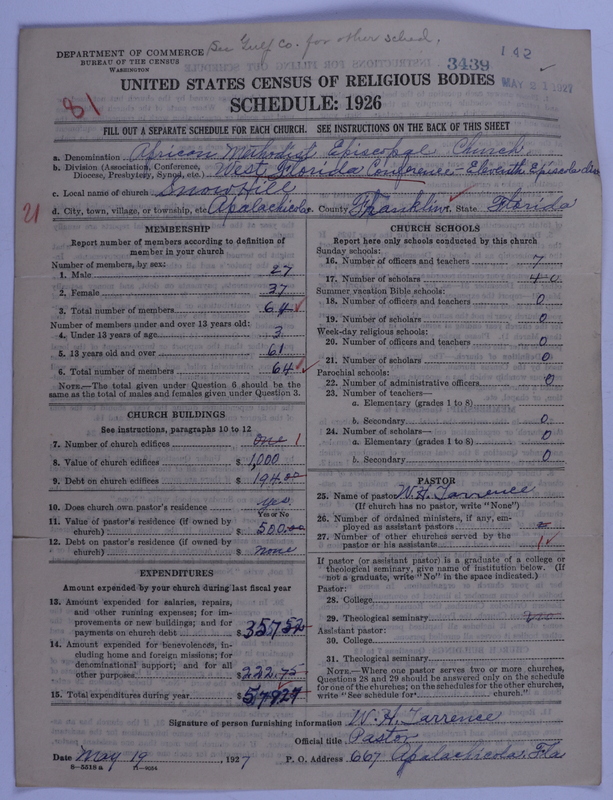 DEPARTMENT OF COMMERCE
BUREAU OF THE CENSUS
WASHINGTON
See Gulf Co. for other sched.
3439
142
MAY 21 1927
81
UNITED STATES CENSUS OF RELIGIOUS BODIES
SCHEDULE: 1926
FILL OUT A SEPARATE SCHEDULE FOR EACH CHURCH. SEE INSTRUCTIONS ON THE BACK OF THIS SHEET
a. Denomination African Methodist Episcopal Church
b. Division (Association, Conference, Diocese, Presbytery, Synod, etc.) West Florida Conference - Eleventh Episcola
c. Local name of church Snow Hill
21
d. City, town, village, or township, etc. Apalachicola County Franklin State Florida
MEMBERSHIP
Report number of members according to definition of
member in your church
Number of members, by sex:
1. Male 27
2. Female 37
3. Total number of members 64
Number of members under and over 13 years old:
4. Under 13 years of age 3
5. 13 years old and over 61
6. Total number of members 64
NOTE.—The total given under Question 6 should be the
same as the total of males and females given under Question 3.
CHURCH BUILDINGS
See instructions, paragraphs 10 to 12
7. Number of church edifices One 1
8. Value of church edifices $ 1,000
9. Debt on church edifices $ 194.00
10. Does church own pastor's residence yes
Yes or No
11. Value of pastor's residence (if owned by
church) $ 500.00
12. Debt on pastor's residence (if owned by
church) $ none
EXPENDITURES
Amount expended by your church during last fiscal year
13. Amount expended for salaries, repairs,
and other running expenses; for im-
provements or new buildings; and for
payments on church debt $ 357.52
14. Amount expended for benevolences, in-
cluding home and foreign missions; for
denominational support; and for all
other purposes $ 222.75
15. Total expenditures during year $ 579.27
CHURCH SCHOOLS
Report here only schools conducted by this church
Sunday schools:
16. Number of officers and teachers 7
17. Number of scholars 40
Summer vacation Bible schools:
18. Number of officers and teachers 0
19. Number of scholars 0
Week-day religious schools:
20. Number of officers and teachers 0
21. Number of scholars 0
Parochial schools:
22. Number of administrative officers 0
23. Number of teachers—
a. Elementary (grades 1 to 8)
b. Secondary 0
24. Number of scholars—
a. Elementary (grades 1 to 8) 0
b. Secondary 0
PASTOR
25. Name of pastor W. H. Tarrence
(If church has no pastor, write "None")
26. Number of ordained ministers, if any, em-
ployed as assistant pastors
27. Number of other churches served by the
pastor or his assistants 1
If pastor (or assistant pastor) is a graduate of a college or
theological seminary, give name of institution below. (If
not a graduate, write "No" in the space indicated.)
Pastor:
28. College
29. Theological seminary
Assistant pastor:
30. College
31. Theological seminary
NOTE.—Where one pastor serves two or more churches,
Questions 28 and 29 should be answered only on the schedule
for one of the churches; on the schedules for the other churches,
write "See schedule for church."
Signature of person furnishing information W. H. Tarrence
Official title Pastor
Date May 19, 1927 P. O. Address 667 Apalachicola, Fla
8—5518 a 11—9054